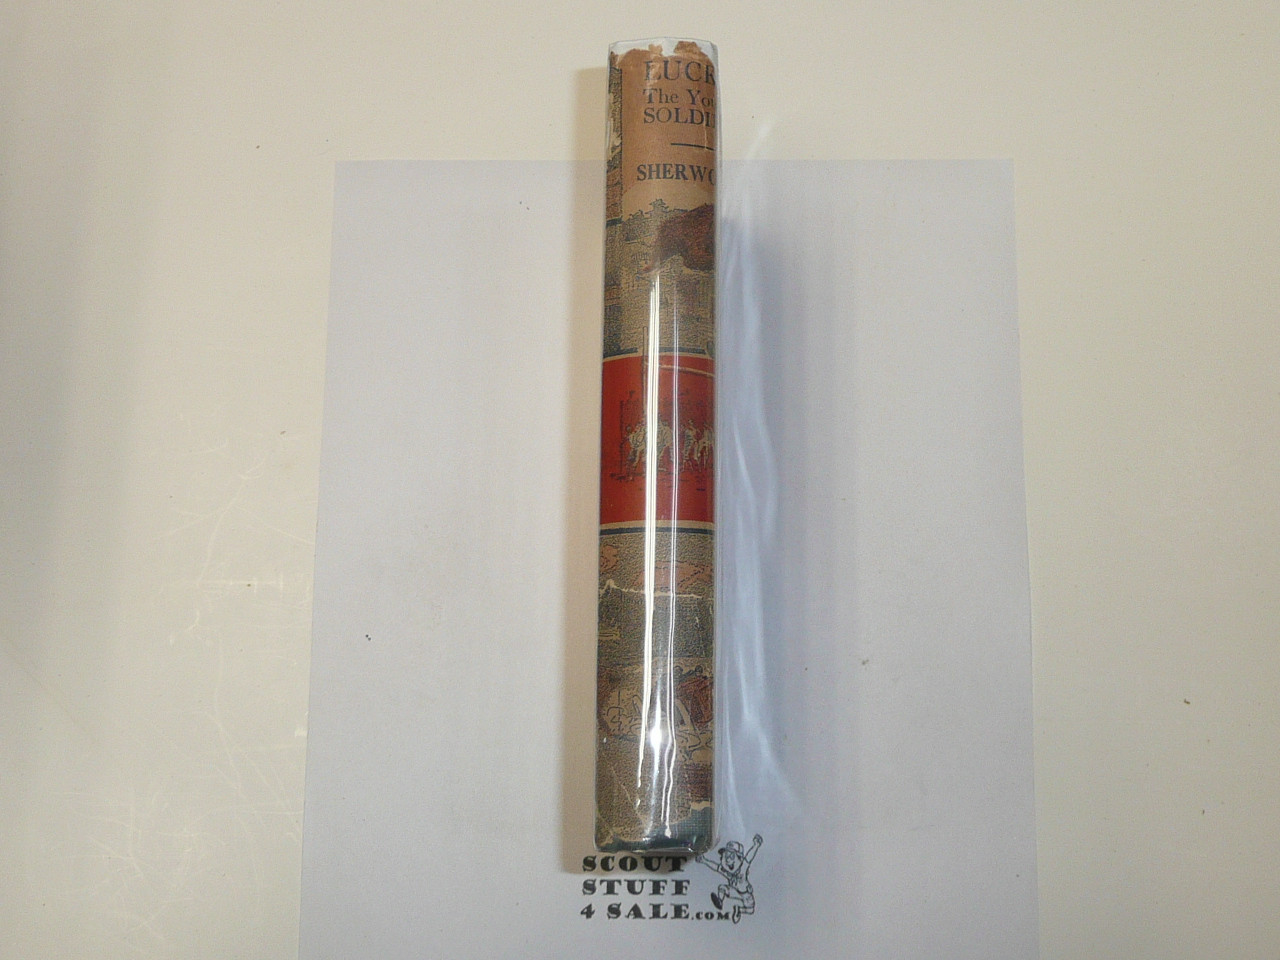 LUCK
The You
SOLDI
SHERWO
SCOUT
STUFF
4 SALE.COM